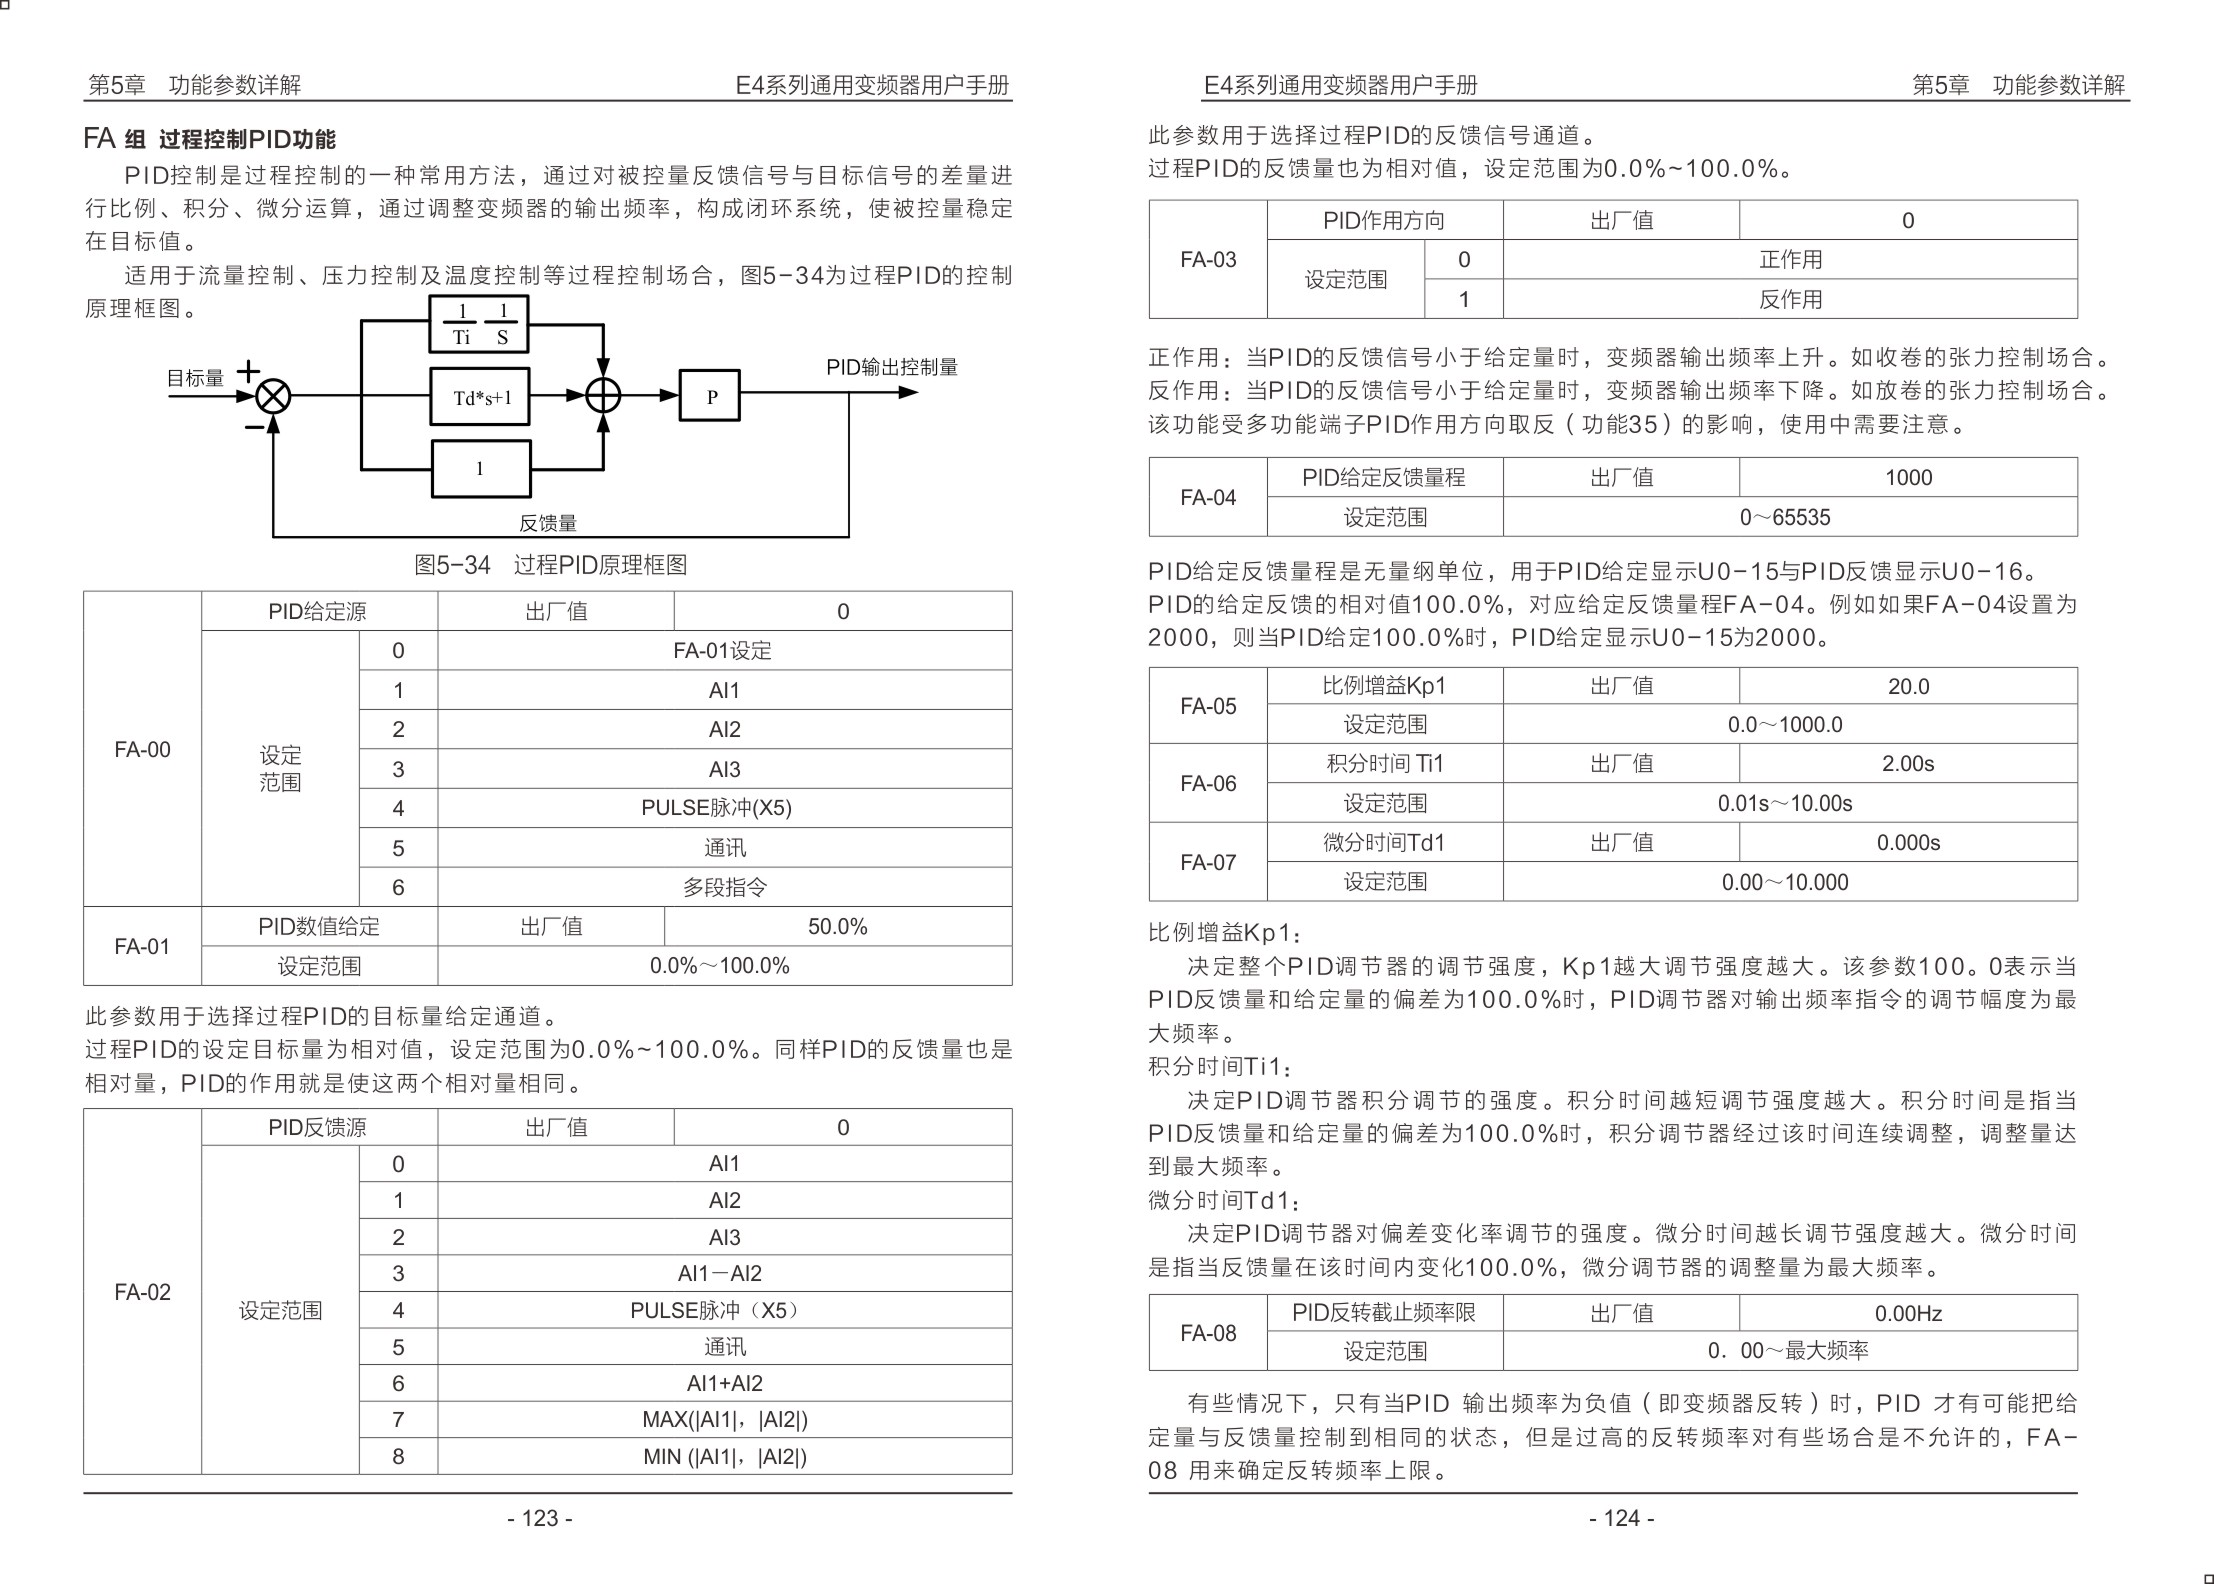 第5章 功能参数详解 E4系列通用变频器用户手册
FA 组 过程控制PID功能
PID控制是过程控制的一种常用方法，通过对被控量反馈信号与目标信号的差量进
行比例、积分、微分运算，通过调整变频器的输出频率，构成闭环系统，使被控量稳定
在目标值。
适用于流量控制、压力控制及温度控制等过程控制场合，图5-34为过程PID的控制
原理框图。
1 1
Ti S
目标量 + PID输出控制量
Td*s+1 P
−
1
反馈量
图5-34 过程PID原理框图
PID给定源 出厂值 0
0 FA-01设定
1 AI1
2 AI2
FA-00 设定
范围
3 AI3
4 PULSE脉冲(X5)
5 通讯
6 多段指令
FA-01 PID数值给定 出厂值 50.0%
设定范围 0.0%～100.0%
此参数用于选择过程PID的目标量给定通道。
过程PID的设定目标量为相对值，设定范围为0.0%~100.0%。同样PID的反馈量也是
相对量，PID的作用就是使这两个相对量相同。
PID反馈源 出厂值 0
0 AI1
1 AI2
2 AI3
3 AI1－AI2
FA-02 设定范围 4 PULSE脉冲（X5）
5 通讯
6 AI1+AI2
7 MAX(|AI1|，|AI2|)
8 MIN (|AI1|，|AI2|)
- 123 -
E4系列通用变频器用户手册 第5章 功能参数详解
此参数用于选择过程PID的反馈信号通道。
过程PID的反馈量也为相对值，设定范围为0.0%~100.0%。
PID作用方向 出厂值 0
FA-03 设定范围 0 正作用
1 反作用
正作用：当PID的反馈信号小于给定量时，变频器输出频率上升。如收卷的张力控制场合。
反作用：当PID的反馈信号小于给定量时，变频器输出频率下降。如放卷的张力控制场合。
该功能受多功能端子PID作用方向取反（功能35）的影响，使用中需要注意。
FA-04 PID给定反馈量程 出厂值 1000
设定范围 0～65535
PID给定反馈量程是无量纲单位，用于PID给定显示U0-15与PID反馈显示U0-16。
PID的给定反馈的相对值100.0%，对应给定反馈量程FA-04。例如如果FA-04设置为
2000，则当PID给定100.0%时，PID给定显示U0-15为2000。
FA-05 比例增益Kp1 出厂值 20.0
设定范围 0.0～1000.0
FA-06 积分时间 Ti1 出厂值 2.00s
设定范围 0.01s～10.00s
FA-07 微分时间Td1 出厂值 0.000s
设定范围 0.00～10.000
比例增益Kp1：
决定整个PID调节器的调节强度，Kp1越大调节强度越大。该参数100。0表示当
PID反馈量和给定量的偏差为100.0%时，PID调节器对输出频率指令的调节幅度为最
大频率。
积分时间Ti1：
决定PID调节器积分调节的强度。积分时间越短调节强度越大。积分时间是指当
PID反馈量和给定量的偏差为100.0%时，积分调节器经过该时间连续调整，调整量达
到最大频率。
微分时间Td1：
决定PID调节器对偏差变化率调节的强度。微分时间越长调节强度越大。微分时间
是指当反馈量在该时间内变化100.0%，微分调节器的调整量为最大频率。
FA-08 PID反转截止频率限 出厂值 0.00Hz
设定范围 0．00～最大频率
有些情况下，只有当PID 输出频率为负值（即变频器反转）时，PID 才有可能把给
定量与反馈量控制到相同的状态，但是过高的反转频率对有些场合是不允许的，FA-
08 用来确定反转频率上限。
- 124 -